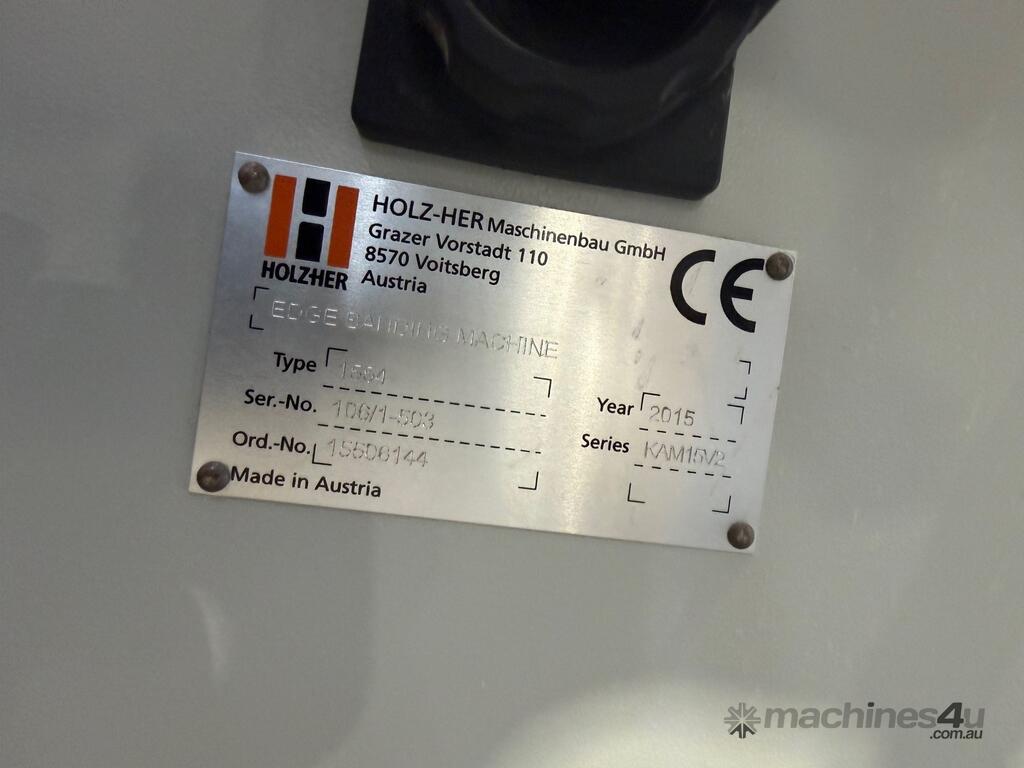 HOLZ-HER Maschinenbau GmbH
Grazer Vorstadt 110
8570 Voitsberg
Austria
HOLZHER
CE
EDGE BANDING MACHINE
Type 1504
Ser.-No. 106/1-503
Ord.-No. 15506144
Year 2015
Series KAM15V2
Made in Austria
machines4u
.com.au